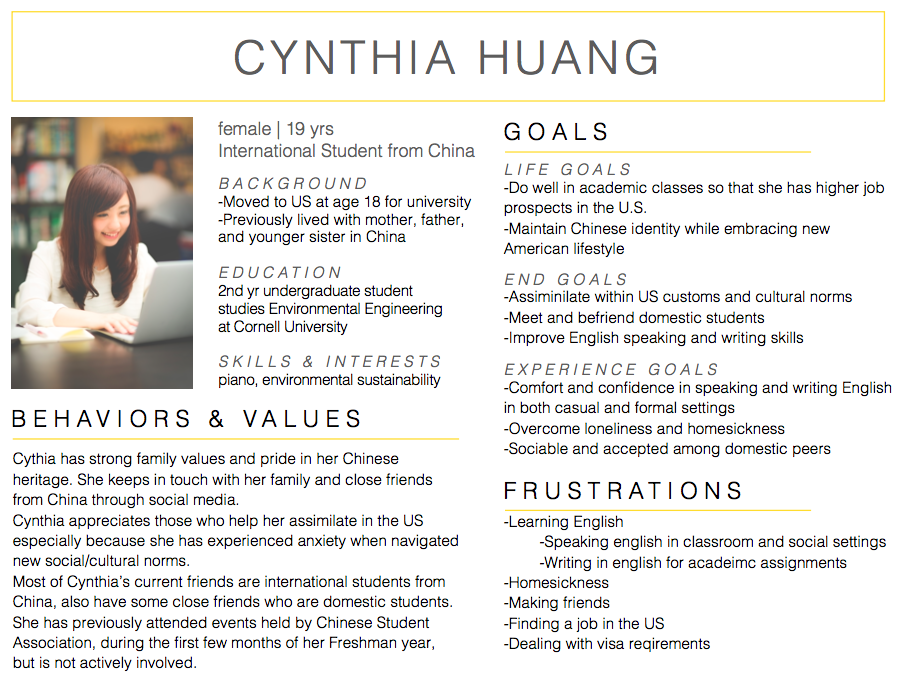 CYNTHIA HUANG
female | 19 yrs
International Student from China
BACKGROUND
-Moved to US at age 18 for university
-Previously lived with mother, father,
and younger sister in China
EDUCATION
2nd yr undergraduate student
studies Environmental Engineering
at Cornell University
SKILLS & INTERESTS
piano, environmental sustainability
BEHAVIORS & VALUES
Cythia has strong family values and pride in her Chinese
heritage. She keeps in touch with her family and close friends
from China through social media.
Cynthia appreciates those who help her assimilate in the US
especially because she has experienced anxiety when navigated
new social/cultural norms.
Most of Cynthia's current friends are international students from
China, also have some close friends who are domestic students.
She has previously attended events held by Chinese Student
Association, during the first few months of her Freshman year,
but is not actively involved.
GOALS
LIFE GOALS
-Do well in academic classes so that she has higher job
prospects in the U.S.
-Maintain Chinese identity while embracing new
American lifestyle
END GOALS
-Assiminilate within US customs and cultural norms
-Meet and befriend domestic students
-Improve English speaking and writing skills
EXPERIENCE GOALS
-Comfort and confidence in speaking and writing English
in both casual and formal settings
-Overcome loneliness and homesickness
-Sociable and accepted among domestic peers
FRUSTRATIONS
-Learning English
-Speaking english in classroom and social settings
-Writing in english for acadeimc assignments
-Homesickness
-Making friends
-Finding a job in the US
-Dealing with visa reqirements